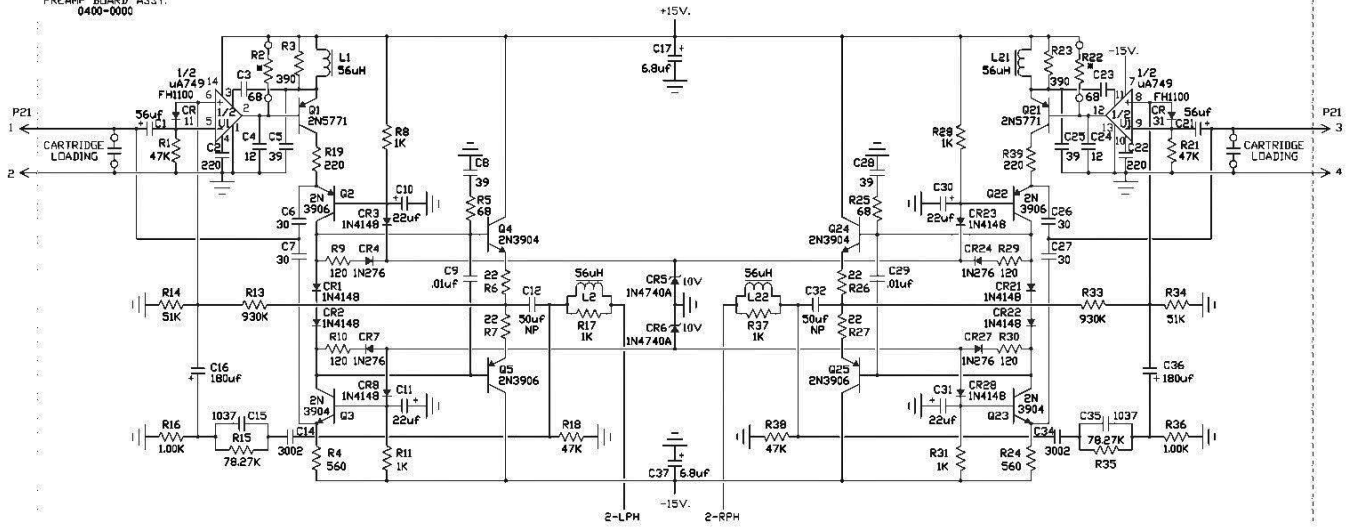 PREAMP BOARD ASSY.
0400-0000
+15V.
C17 +
6.8uf
R2
*
68
R3
390
L1
56uH
1/2 14
uA749
FH1100
C3
3
6
+
1/2
U1
5
2
1
4
CR
11
P21
1
2
56uf
C1
CARTRIDGE
LOADING
R1
47K
C2
220
C4
12
C5
39
Q1
2N5771
R8
1K
R19
220
C8
39
R5
68
Q2
2N
3906
C10
+
22uf
CR3
1N4148
C6
30
C7
30
Q4
2N3904
R9
120
CR4
1N276
C9
.01uf
22
R6
CR1
1N4148
CR2
1N4148
R14
51K
R13
930K
C12
50uf
NP
56uH
L2
R17
1K
22
R7
CR5
1N4740A
10V
CR6
1N4740A
10V
R10
120
CR7
1N276
Q5
2N3906
C16
+
180uf
CR8
1N4148
C11
+
22uf
2N
3904
Q3
R16
1.00K
1037
C15
R15
78.27K
C14
3002
R4
560
R11
1K
R18
47K
C37
6.8uf
+
-15V.
2-LPH
2-RPH
L21
56uH
R23
390
R22
*
68
-15V.
C23
7
1/2
uA749
FH1100
11
+
8
12
13
U1
9
10
CR
31
C21
56uf
+
P21
3
4
Q21
2N5771
R28
1K
R39
220
C25
39
C24
12
C22
220
R21
47K
CARTRIDGE
LOADING
C28
39
R25
68
C30
+
22uf
Q22
2N
3906
CR23
1N4148
C26
30
C27
30
Q24
2N3904
CR24
1N276
R29
120
22
R26
C29
.01uf
56uH
L22
R37
1K
C32
50uf
NP
22
R27
CR21
1N4148
CR22
1N4148
R33
930K
R34
51K
CR27
1N276
R30
120
Q25
2N3906
C31
+
22uf
CR28
1N4148
2N
3904
Q23
C36
+
180uf
R38
47K
R31
1K
R24
560
C34
3002
C35
1037
78.27K
R35
R36
1.00K